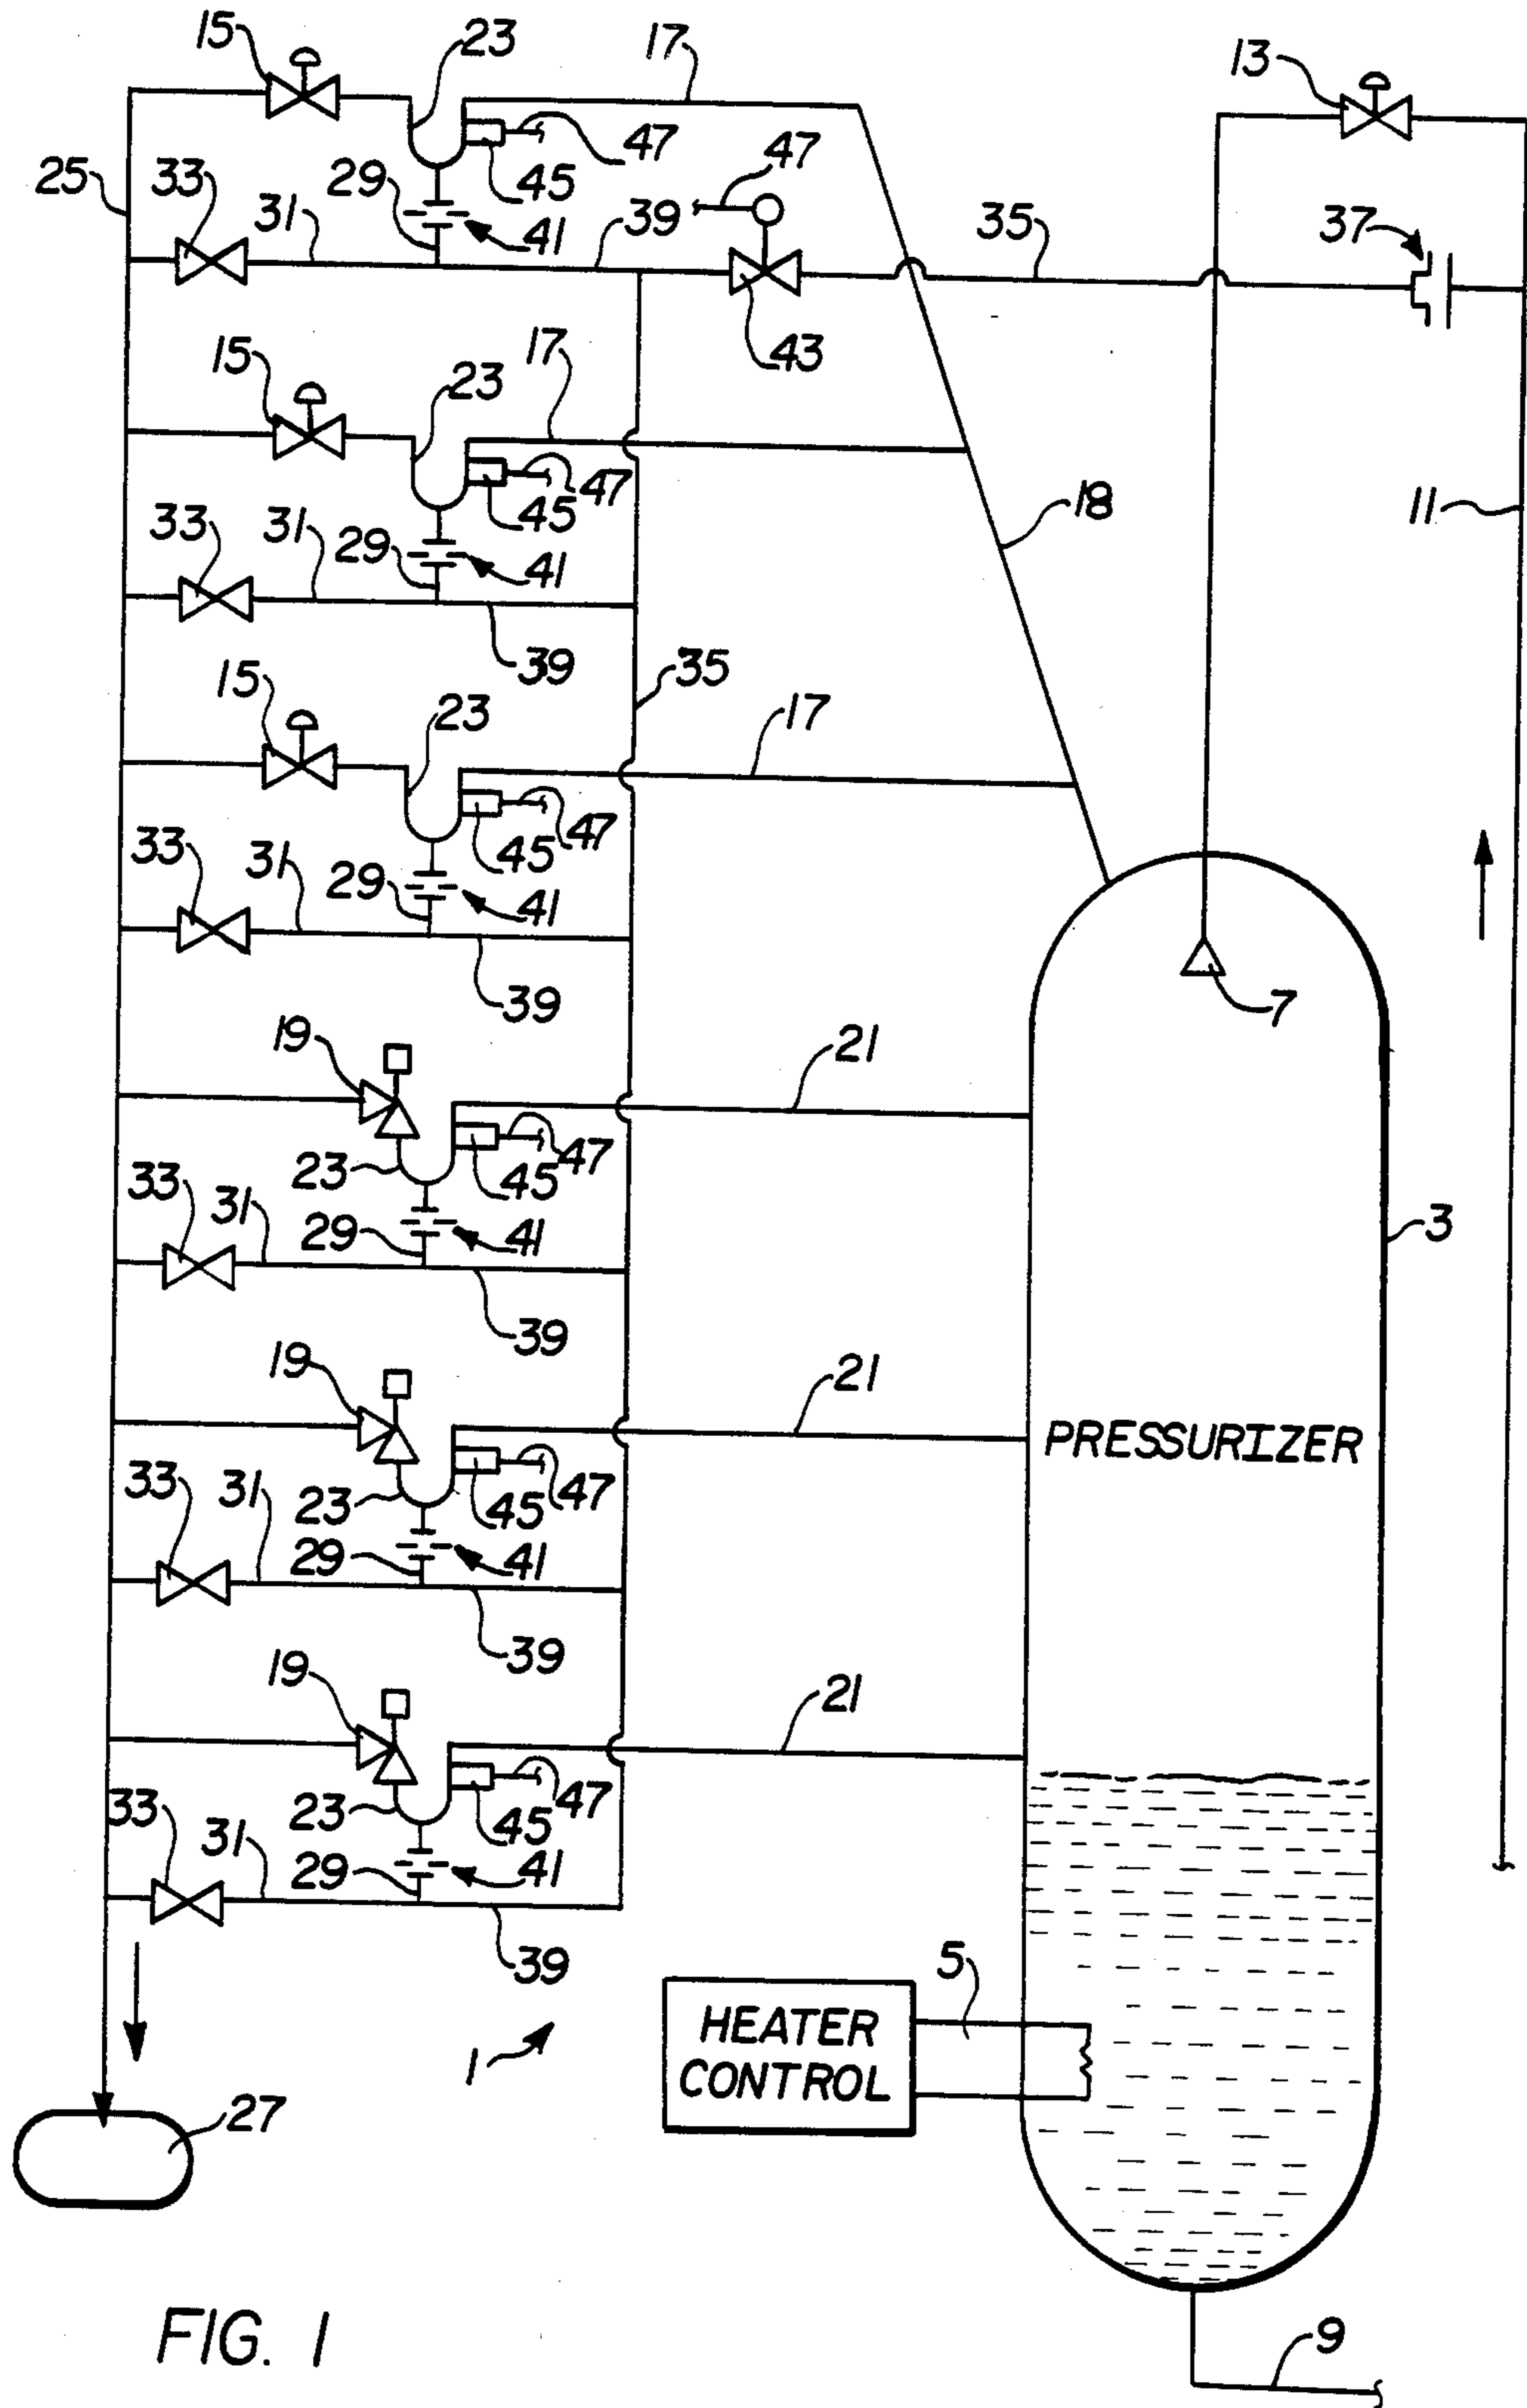 15 23 17 13
47 47
25 33 29 45
31 41 39 35 37
43
15 23 17
47
45 18 11
33 31 29 41
39
15 35
23 17
47
33 31 29 45 41
39 7
19 21
47
23 45
33 31 29 41 3
39
19 21
PRESSURIZER
47
33 31 23 45
29 41
39
19 21
47
33 23 45
31 29 41
39 5
HEATER
CONTROL
1
27
FIG. 1
9